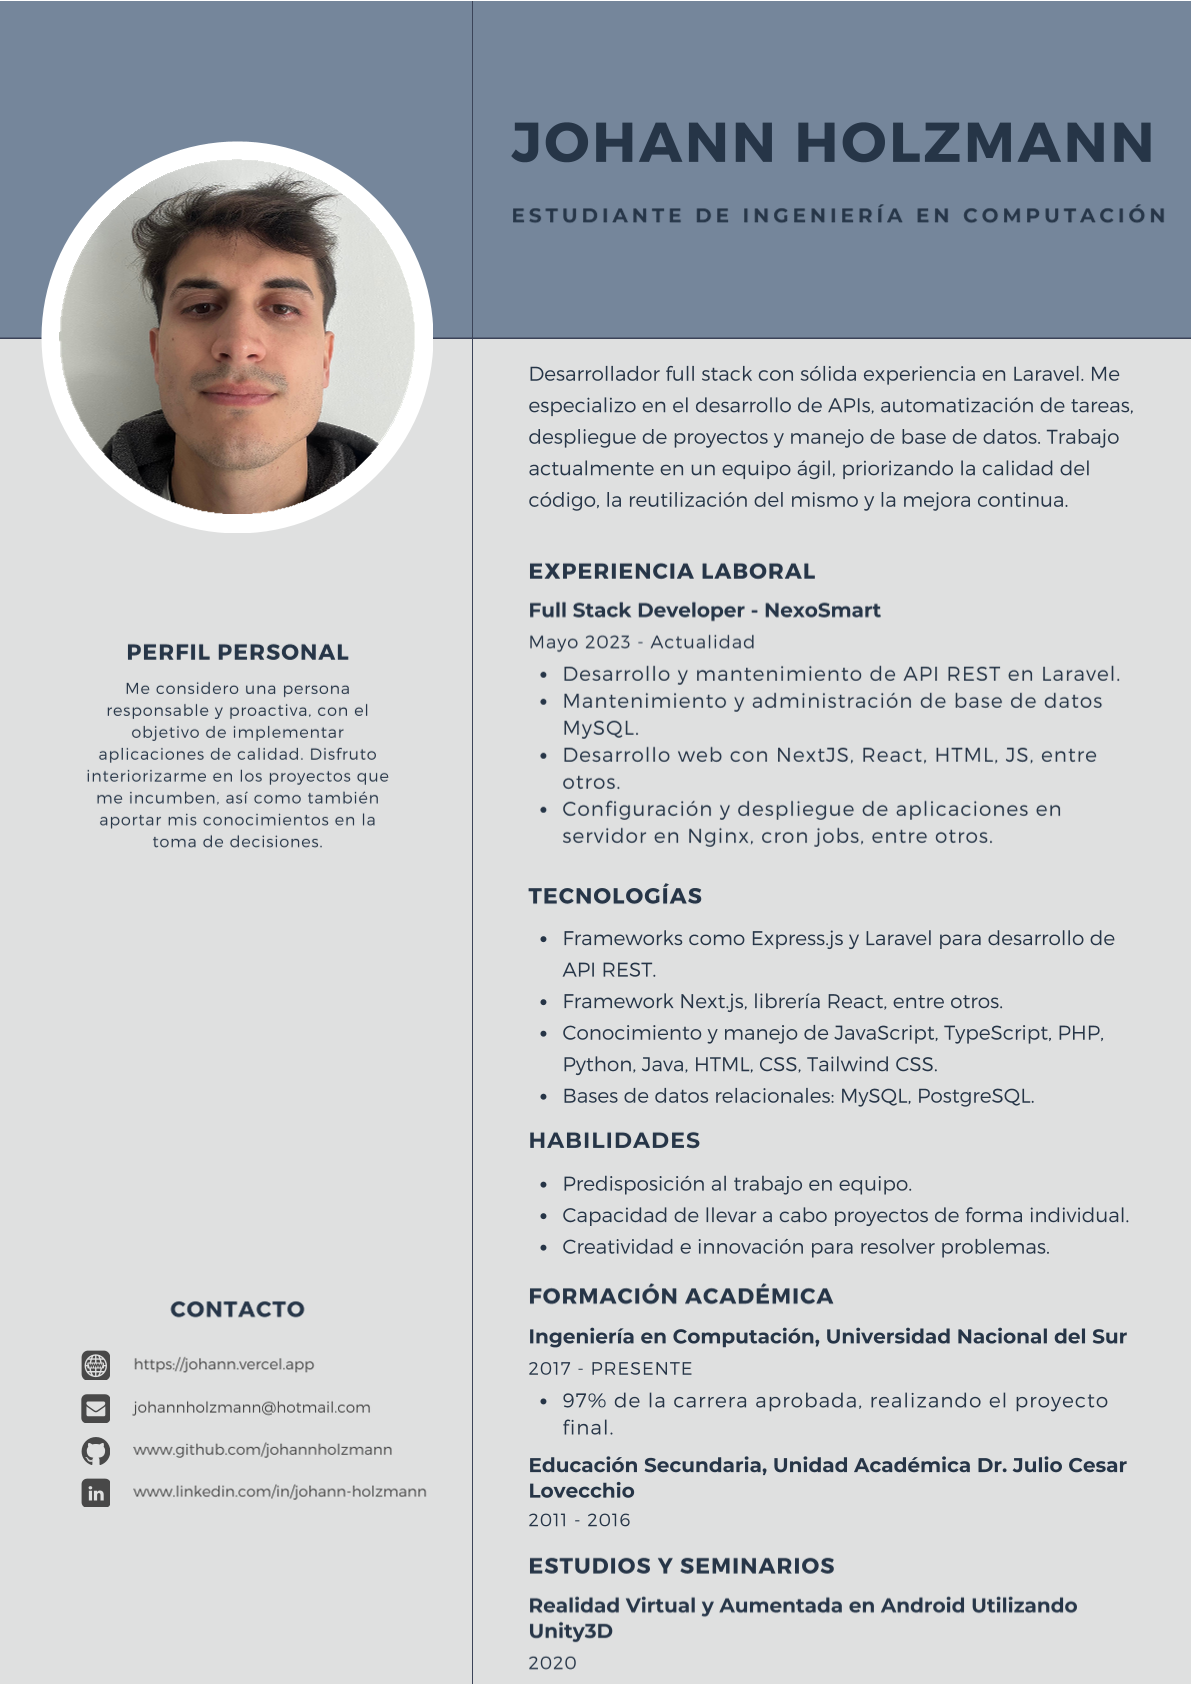 JOHANN HOLZMANN
ESTUDIANTE DE INGENIERÍA EN COMPUTACIÓN
Desarrollador full stack con sólida experiencia en Laravel. Me
especializo en el desarrollo de APIs, automatización de tareas,
despliegue de proyectos y manejo de base de datos. Trabajo
actualmente en un equipo ágil, priorizando la calidad del
código, la reutilización del mismo y la mejora continua.
PERFIL PERSONAL
Me considero una persona
responsable y proactiva, con el
objetivo de implementar
aplicaciones de calidad. Disfruto
interiorizarme en los proyectos que
me incumben, así como también
aportar mis conocimientos en la
toma de decisiones.
CONTACTO
https://johann.vercel.app
johannholzmann@hotmail.com
www.github.com/johannholzmann
www.linkedin.com/in/johann-holzmann
EXPERIENCIA LABORAL
Full Stack Developer - NexoSmart
Mayo 2023 - Actualidad
• Desarrollo y mantenimiento de API REST en Laravel.
• Mantenimiento y administración de base de datos
MySQL.
• Desarrollo web con NextJS, React, HTML, JS, entre
otros.
• Configuración y despliegue de aplicaciones en
servidor en Nginx, cron jobs, entre otros.
TECNOLOGÍAS
• Frameworks como Express.js y Laravel para desarrollo de
API REST.
• Framework Next.js, librería React, entre otros.
• Conocimiento y manejo de JavaScript, TypeScript, PHP,
Python, Java, HTML, CSS, Tailwind CSS.
• Bases de datos relacionales: MySQL, PostgreSQL.
HABILIDADES
• Predisposición al trabajo en equipo.
• Capacidad de llevar a cabo proyectos de forma individual.
• Creatividad e innovación para resolver problemas.
FORMACIÓN ACADÉMICA
Ingeniería en Computación, Universidad Nacional del Sur
2017 - PRESENTE
• 97% de la carrera aprobada, realizando el proyecto
final.
Educación Secundaria, Unidad Académica Dr. Julio Cesar
Lovecchio
2011 - 2016
ESTUDIOS Y SEMINARIOS
Realidad Virtual y Aumentada en Android Utilizando
Unity3D
2020